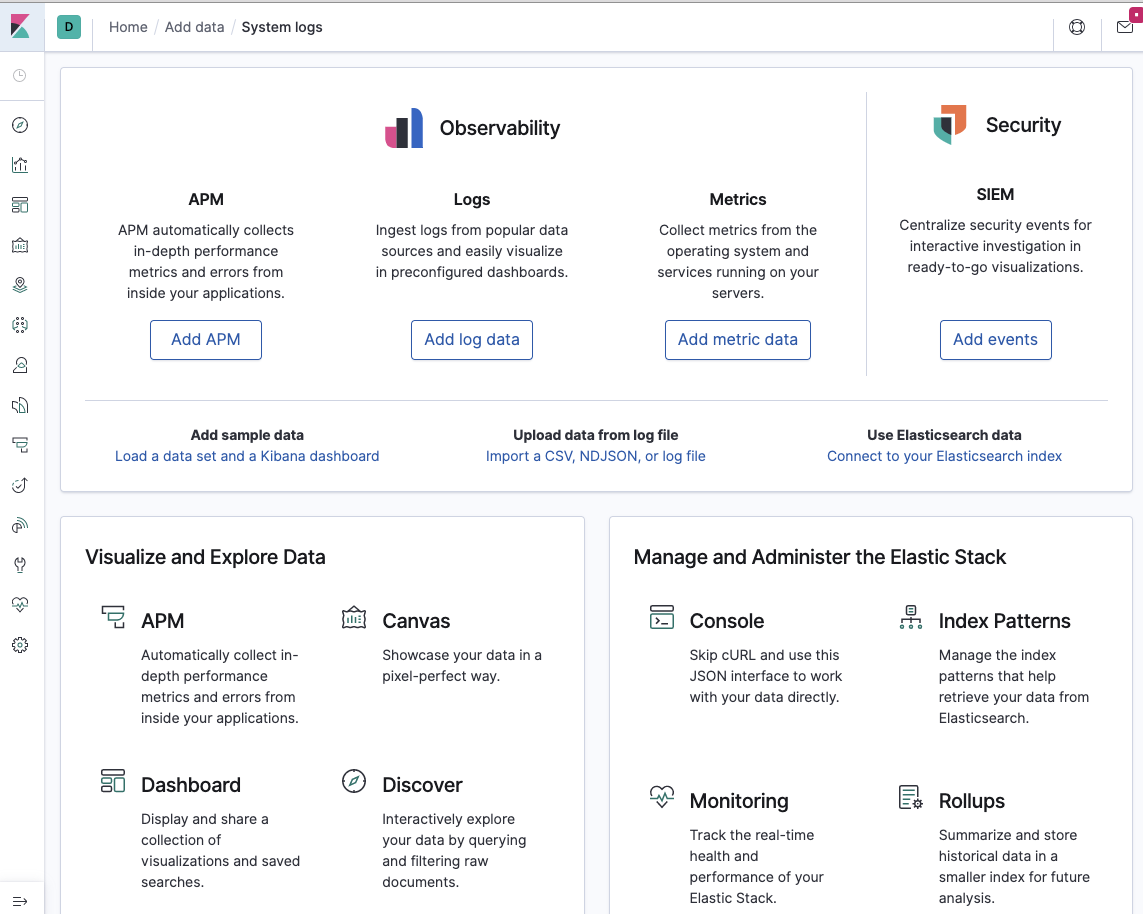 D
Home / Add data / System logs
Observability
Security
APM
APM automatically collects
in-depth performance
metrics and errors from
inside your applications.
Add APM
Logs
Ingest logs from popular data
sources and easily visualize
in preconfigured dashboards.
Add log data
Metrics
Collect metrics from the
operating system and
services running on your
servers.
Add metric data
SIEM
Centralize security events for
interactive investigation in
ready-to-go visualizations.
Add events
Add sample data
Load a data set and a Kibana dashboard
Upload data from log file
Import a CSV, NDJSON, or log file
Use Elasticsearch data
Connect to your Elasticsearch index
Visualize and Explore Data
APM
Automatically collect in-
depth performance
metrics and errors from
inside your applications.
Canvas
Showcase your data in a
pixel-perfect way.
Dashboard
Display and share a
collection of
visualizations and saved
searches.
Discover
Interactively explore
your data by querying
and filtering raw
documents.
Manage and Administer the Elastic Stack
Console
Skip cURL and use this
JSON interface to work
with your data directly.
Index Patterns
Manage the index
patterns that help
retrieve your data from
Elasticsearch.
Monitoring
Track the real-time
health and
performance of your
Elastic Stack.
Rollups
Summarize and store
historical data in a
smaller index for future
analysis.